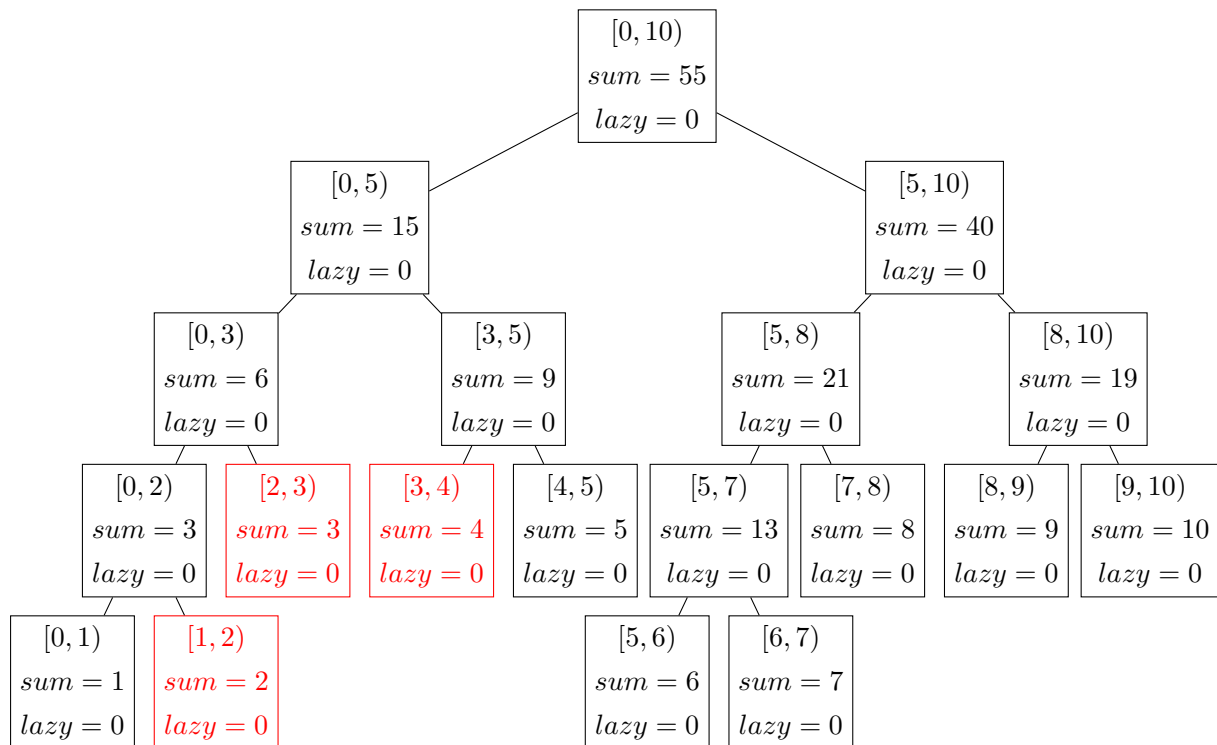 [0, 10)
sum = 55
lazy = 0
[0, 5)
sum = 15
lazy = 0
[5, 10)
sum = 40
lazy = 0
[0, 3)
sum = 6
lazy = 0
[3, 5)
sum = 9
lazy = 0
[5, 8)
sum = 21
lazy = 0
[8, 10)
sum = 19
lazy = 0
[0, 2)
sum = 3
lazy = 0
[2, 3)
sum = 3
lazy = 0
[3, 4)
sum = 4
lazy = 0
[4, 5)
sum = 5
lazy = 0
[5, 7)
sum = 13
lazy = 0
[7, 8)
sum = 8
lazy = 0
[8, 9)
sum = 9
lazy = 0
[9, 10)
sum = 10
lazy = 0
[0, 1)
sum = 1
lazy = 0
[1, 2)
sum = 2
lazy = 0
[5, 6)
sum = 6
lazy = 0
[6, 7)
sum = 7
lazy = 0